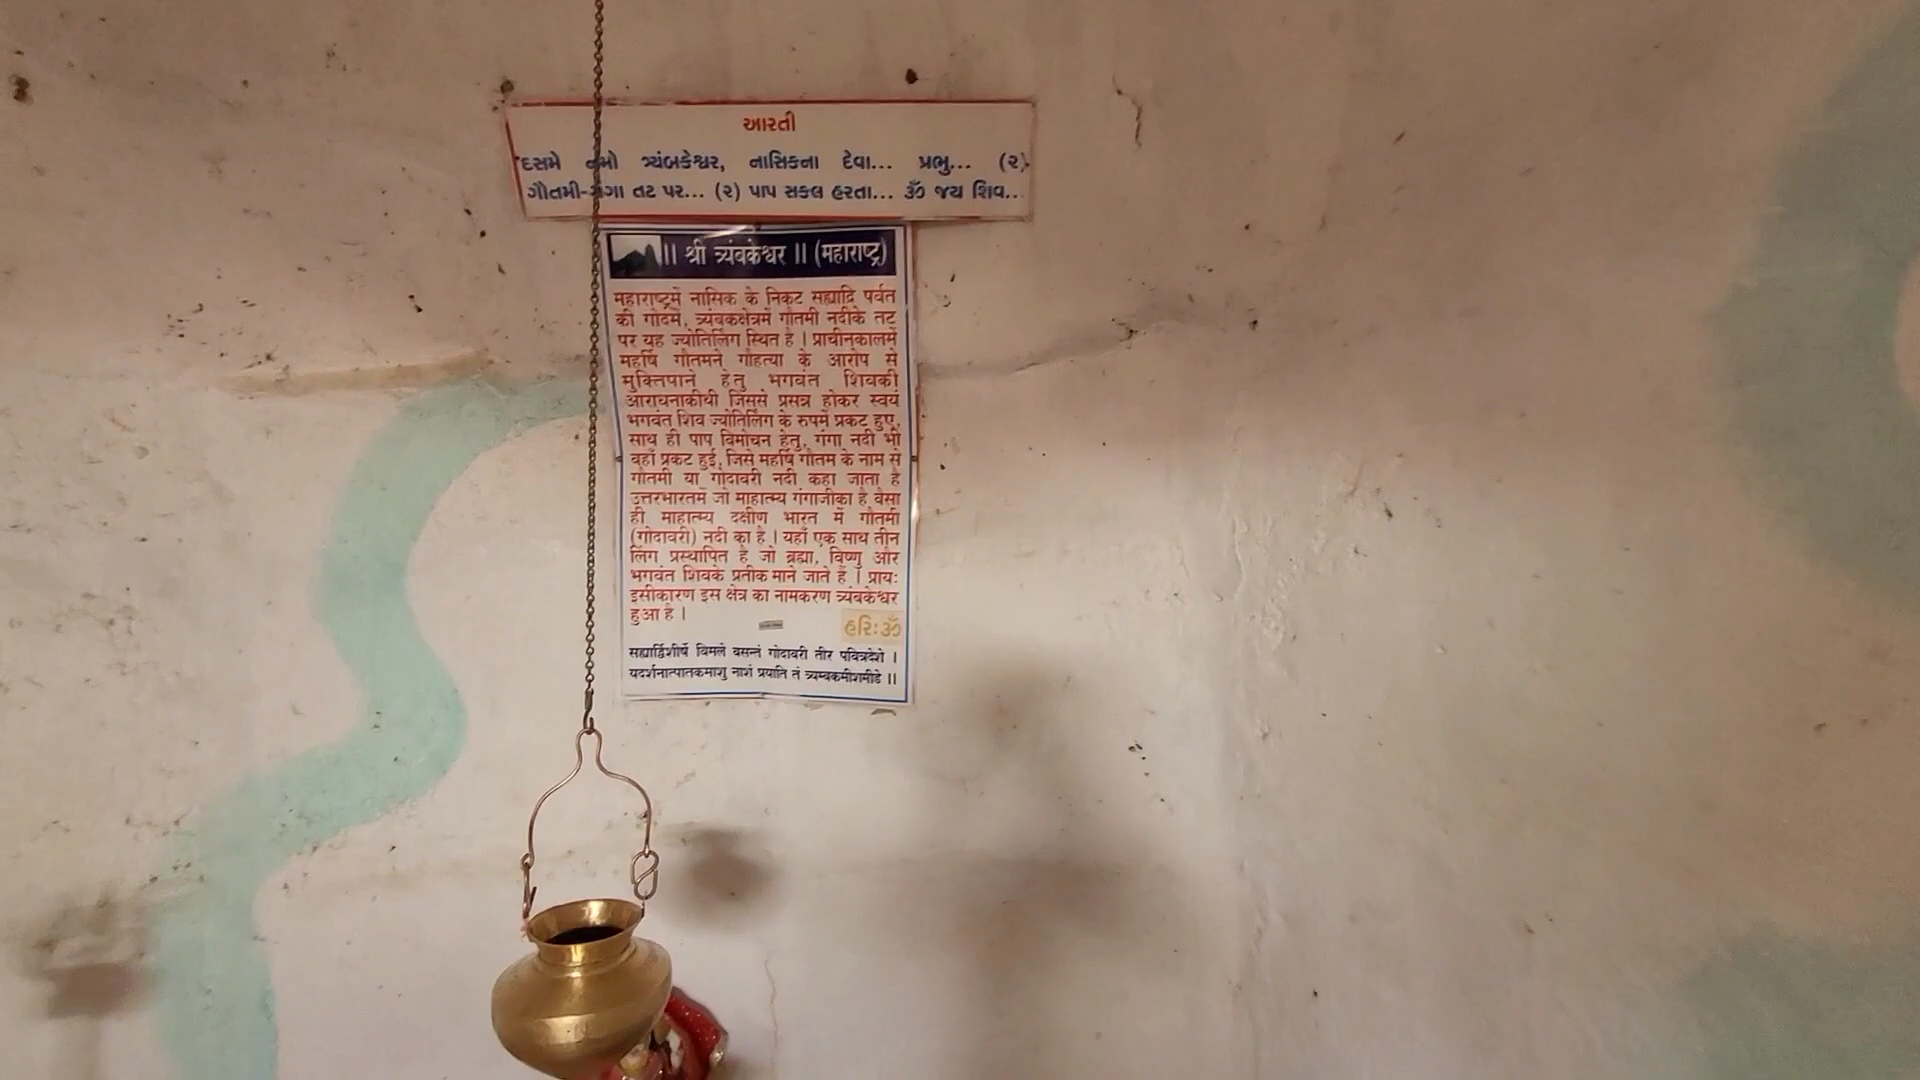 આરતી
દસમે નમો ત્ર્યંબકેશ્વર, નાસિકના દેવા... પ્રભુ... (૨)
ગૌતમી-ગંગા તટ પર... (૨) પાપ સકલ હરતા... ૐ જય શિવ...
॥ श्री त्र्यंबकेश्वर ॥ (महाराष्ट्र)
महाराष्ट्रमें नासिक के निकट सह्याद्रि पर्वत
की गोदमें, त्र्यंबकक्षेत्रमें गौतमी नदीके तट
पर यह ज्योतिर्लिंग स्थित है । प्राचीनकालमें
महर्षि गौतमने गौहत्या के आरोप से
मुक्तिपाने हेतु भगवंत शिवकी
आराधनाकीथी जिससे प्रसन्न होकर स्वयं
भगवंत शिव ज्योतिर्लिंग के रुपमें प्रकट हुए,
साथ ही पाप विमोचन हेतु, गंगा नदी भी
वहाँ प्रकट हुई, जिसे महर्षि गौतम के नाम से
गौतमी या गोदावरी नदी कहा जाता है
उत्तरभारतमें जो माहात्म्य गंगाजीका है वैसा
ही माहात्म्य दक्षीण भारत में गौतमी
(गोदावरी) नदी का है । यहाँ एक साथ तीन
लिंग प्रस्थापित है जो ब्रह्मा, विष्णु और
भगवंत शिवके प्रतीक माने जाते हैं । प्रायः
इसीकारण इस क्षेत्र का नामकरण त्र्यंबकेश्वर
हुआ है ।
હરિ:ૐ
सह्याद्रिशीर्षे विमले वसन्तं गोदावरी तीर पवित्रदेशे ।
यदर्शनात्पातकमाशु नाशं प्रयाति तं त्र्यम्बकमीशमीडे ॥